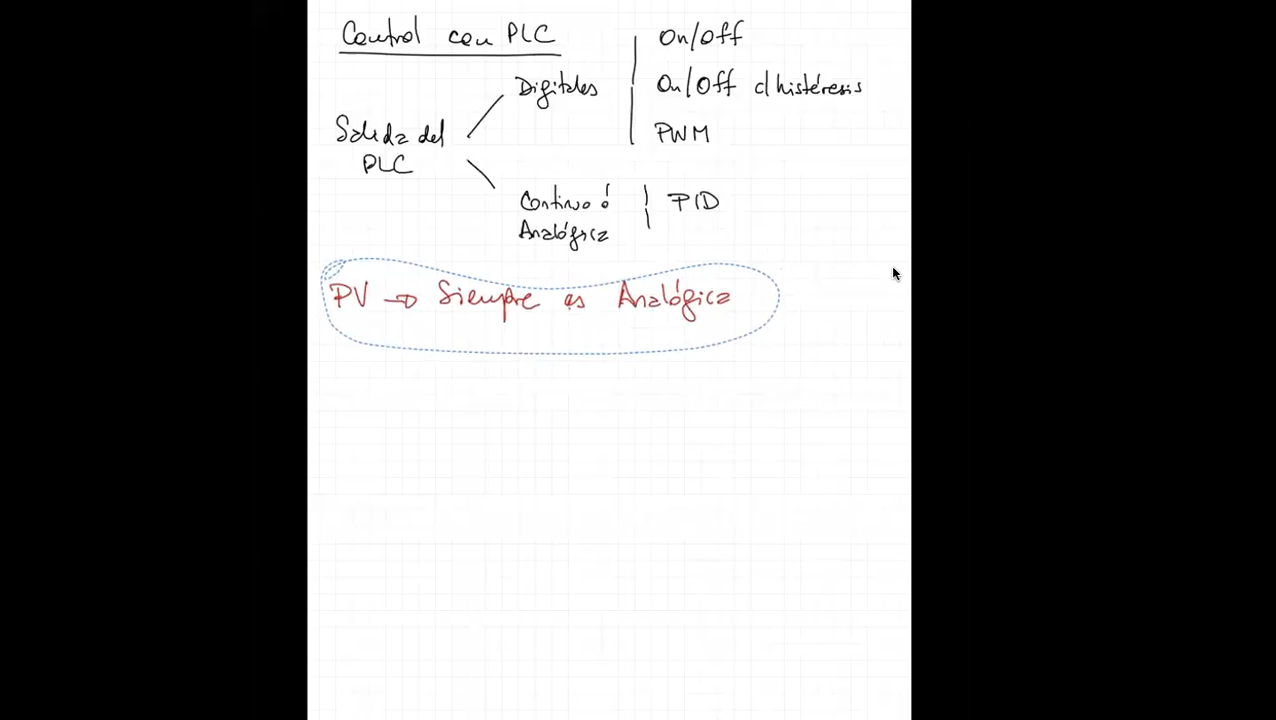 Control con PLC
Salida del
PLC
Digitales
On/Off
On/Off c/histéresis
PWM
Continuo ó
Analógica
PID
PV → Siempre es Analógica